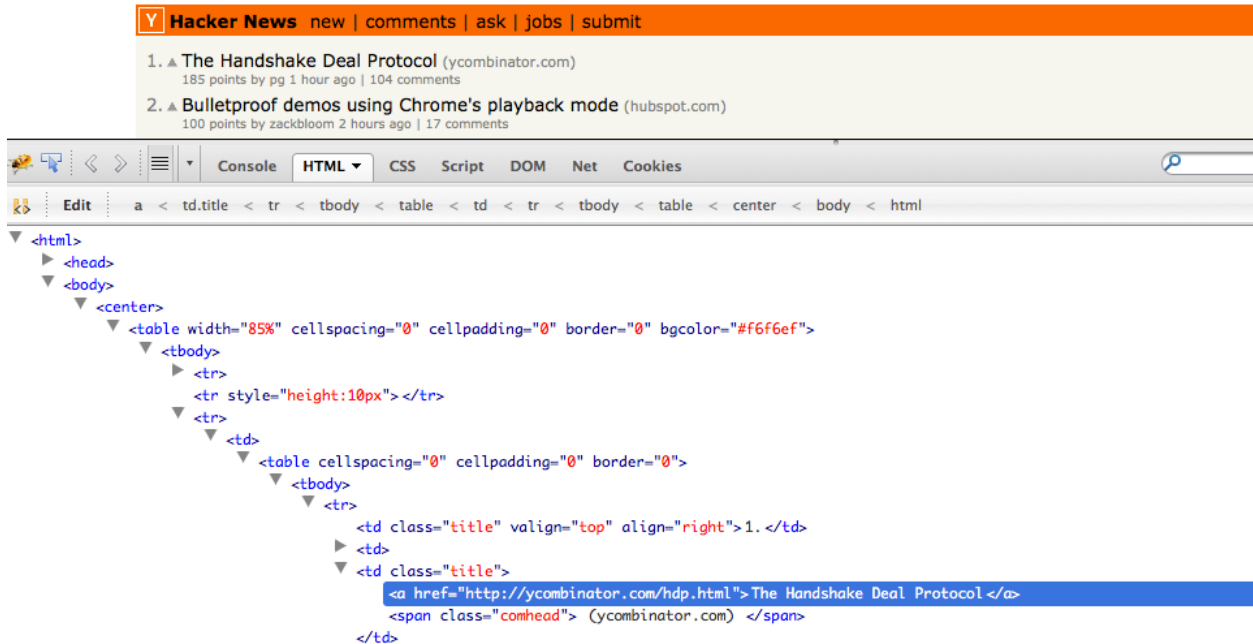 Y Hacker News new | comments | ask | jobs | submit
1. The Handshake Deal Protocol (ycombinator.com)
185 points by pg 1 hour ago | 104 comments
2. Bulletproof demos using Chrome's playback mode (hubspot.com)
100 points by zackbloom 2 hours ago | 17 comments
Console HTML CSS Script DOM Net Cookies
Edit a < td.title < tr < tbody < table < td < tr < tbody < table < center < body < html
<html>
<head>
<body>
<center>
<table width="85%" cellspacing="0" cellpadding="0" border="0" bgcolor="#f6f6ef">
<tbody>
<tr>
<tr style="height:10px"></tr>
<tr>
<td>
<table cellspacing="0" cellpadding="0" border="0">
<tbody>
<tr>
<td class="title" valign="top" align="right">1.</td>
<td>
<td class="title">
<a href="http://ycombinator.com/hdp.html">The Handshake Deal Protocol</a>
<span class="comhead"> (ycombinator.com) </span>
</td>